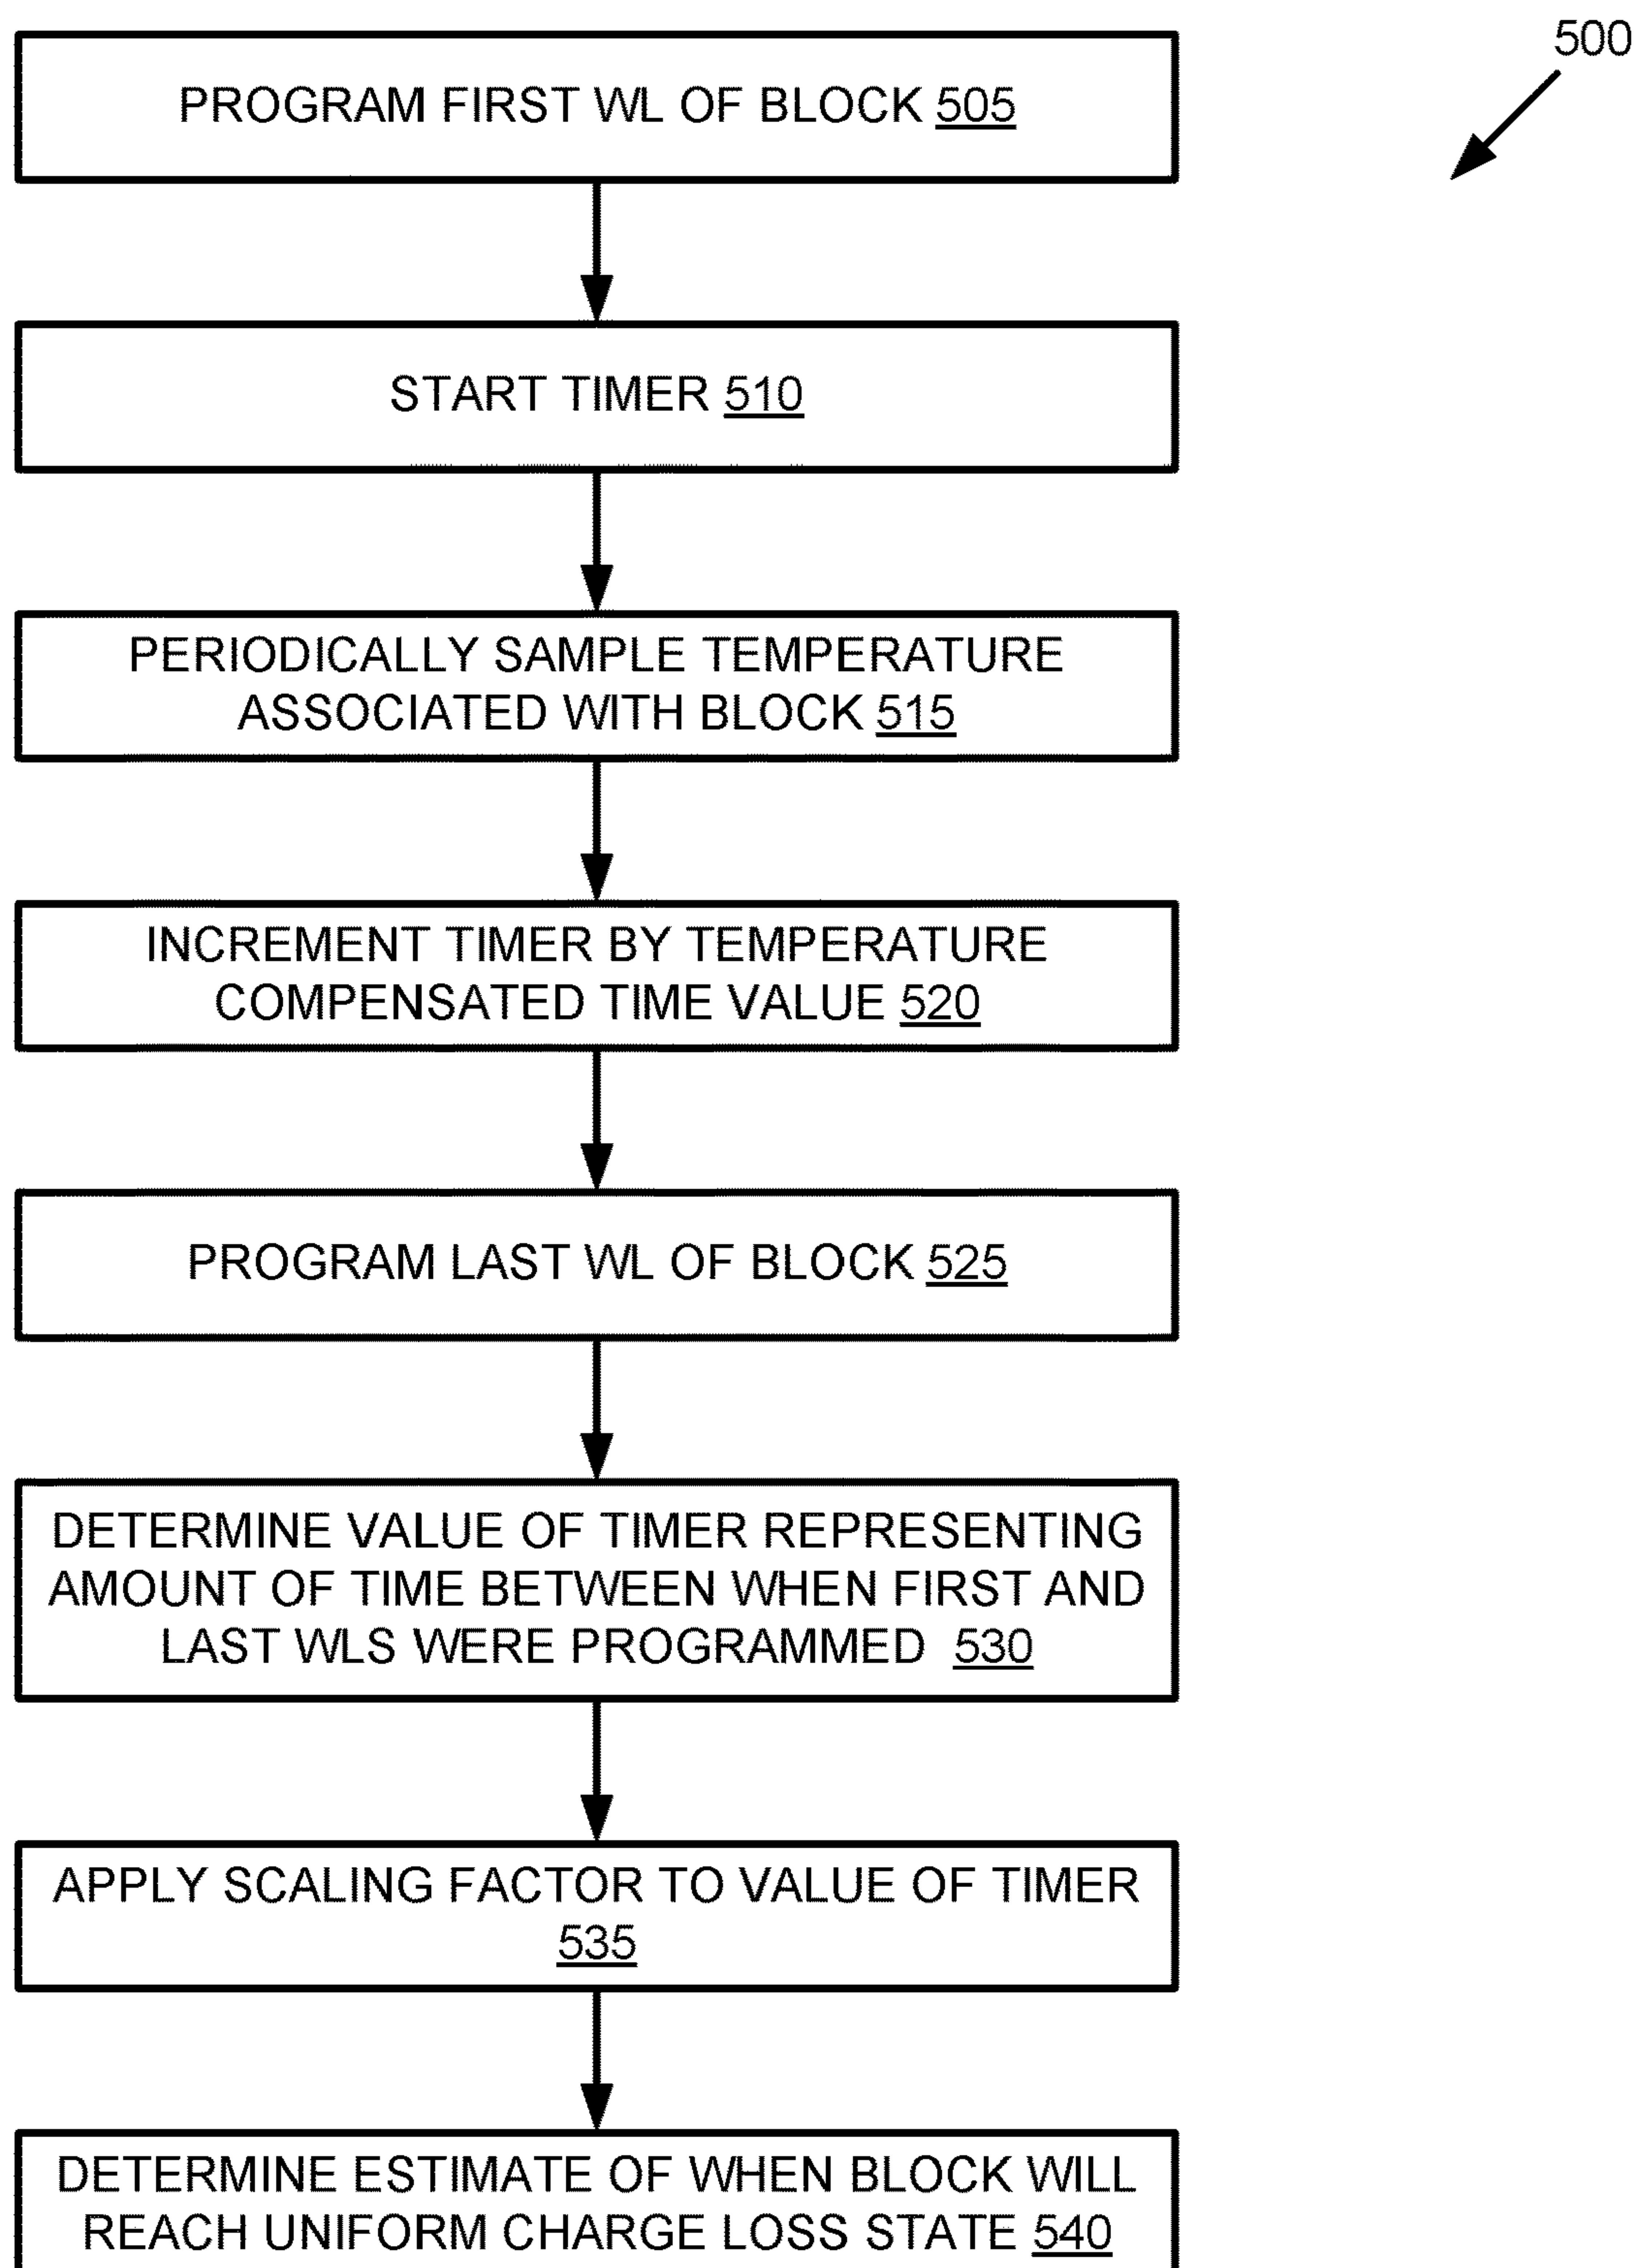 500
PROGRAM FIRST WL OF BLOCK 505
START TIMER 510
PERIODICALLY SAMPLE TEMPERATURE
ASSOCIATED WITH BLOCK 515
INCREMENT TIMER BY TEMPERATURE
COMPENSATED TIME VALUE 520
PROGRAM LAST WL OF BLOCK 525
DETERMINE VALUE OF TIMER REPRESENTING
AMOUNT OF TIME BETWEEN WHEN FIRST AND
LAST WLS WERE PROGRAMMED 530
APPLY SCALING FACTOR TO VALUE OF TIMER
535
DETERMINE ESTIMATE OF WHEN BLOCK WILL
REACH UNIFORM CHARGE LOSS STATE 540